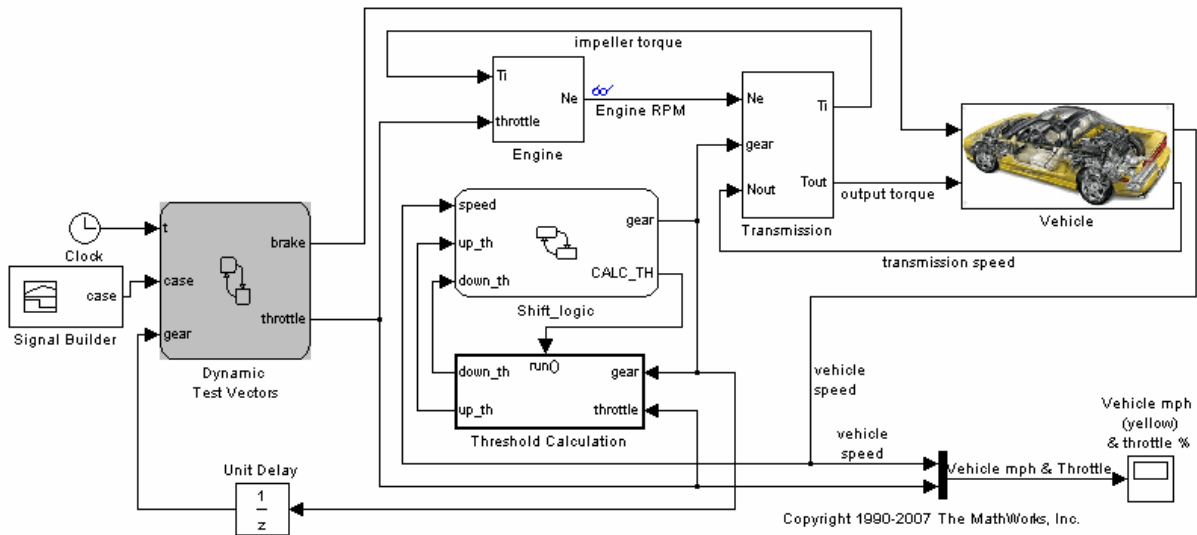 impeller torque
Ti
Ne
throttle
Engine
Engine RPM
Ne
Ti
gear
Nout
Tout
Transmission
output torque
Vehicle
transmission speed
Clock
t
brake
case
case
Signal Builder
gear
throttle
Dynamic
Test Vectors
speed
gear
up_th
CALC_TH
down_th
Shift_logic
run()
down_th
gear
up_th
throttle
Threshold Calculation
vehicle
speed
vehicle
speed
Vehicle mph
(yellow)
& throttle %
Vehicle mph & Throttle
Unit Delay
1
z
Copyright 1990-2007 The MathWorks, Inc.